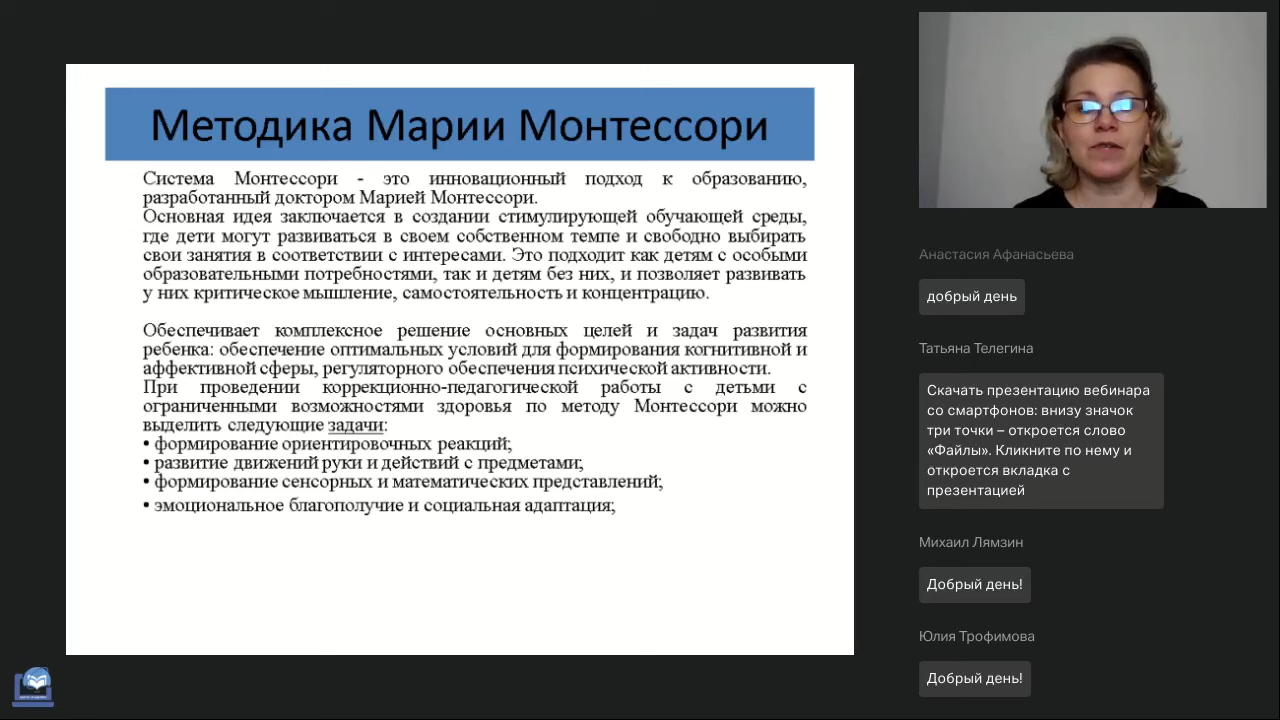 Методика Марии Монтессори
Система Монтессори - это инновационный подход к образованию,
разработанный доктором Марией Монтессори.
Основная идея заключается в создании стимулирующей обучающей среды,
где дети могут развиваться в своем собственном темпе и свободно выбирать
свои занятия в соответствии с интересами. Это подходит как детям с особыми
образовательными потребностями, так и детям без них, и позволяет развивать
у них критическое мышление, самостоятельность и концентрацию.
Обеспечивает комплексное решение основных целей и задач развития
ребенка: обеспечение оптимальных условий для формирования когнитивной и
аффективной сферы, регуляторного обеспечения психической активности.
При проведении коррекционно-педагогической работы с детьми с
ограниченными возможностями здоровья по методу Монтессори можно
выделить следующие задачи:
• формирование ориентировочных реакций;
• развитие движений руки и действий с предметами;
• формирование сенсорных и математических представлений;
• эмоциональное благополучие и социальная адаптация;
Анастасия Афанасьева
добрый день
Татьяна Телегина
Скачать презентацию вебинара
со смартфонов: внизу значок
три точки – откроется слово
«Файлы». Кликните по нему и
откроется вкладка с
презентацией
Михаил Лямзин
Добрый день!
Юлия Трофимова
Добрый день!